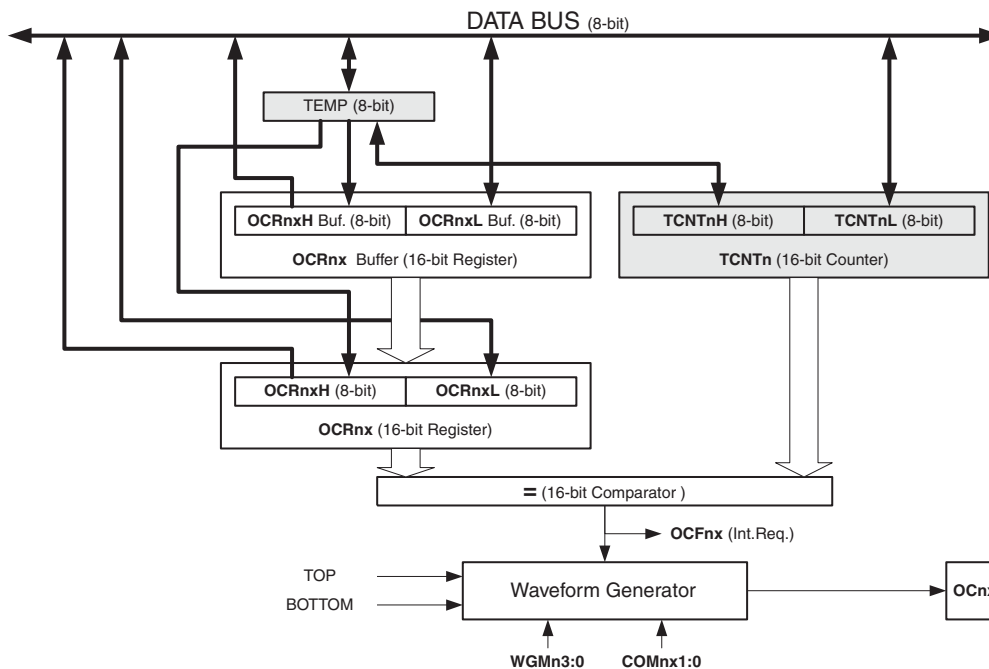 DATA BUS (8-bit)
TEMP (8-bit)
OCRnxH Buf. (8-bit) OCRnxL Buf. (8-bit)
OCRnx Buffer (16-bit Register)
TCNTnH (8-bit) TCNTnL (8-bit)
TCNTn (16-bit Counter)
OCRnxH (8-bit) OCRnxL (8-bit)
OCRnx (16-bit Register)
= (16-bit Comparator )
OCFnx (Int.Req.)
TOP
BOTTOM
Waveform Generator
OCnx
WGMn3:0 COMnx1:0